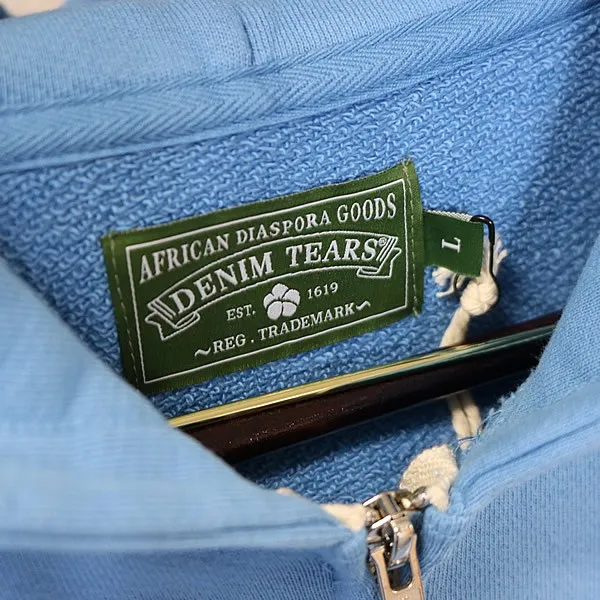 AFRICAN DIASPORA GOODS
DENIM TEARS®
EST. 1619
~REG. TRADEMARK~
L